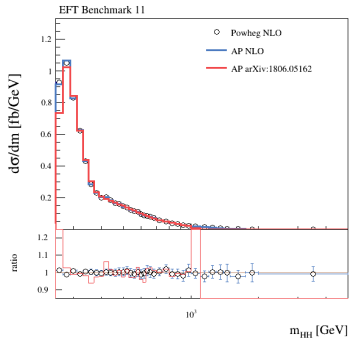 EFT Benchmark 11
Powheg NLO
AP NLO
AP arXiv:1806.05162
dσ/dm [fb/GeV]
1.2
1
0.8
0.6
0.4
0.2
ratio
1.2
1.1
1
0.9
10³
m_HH [GeV]